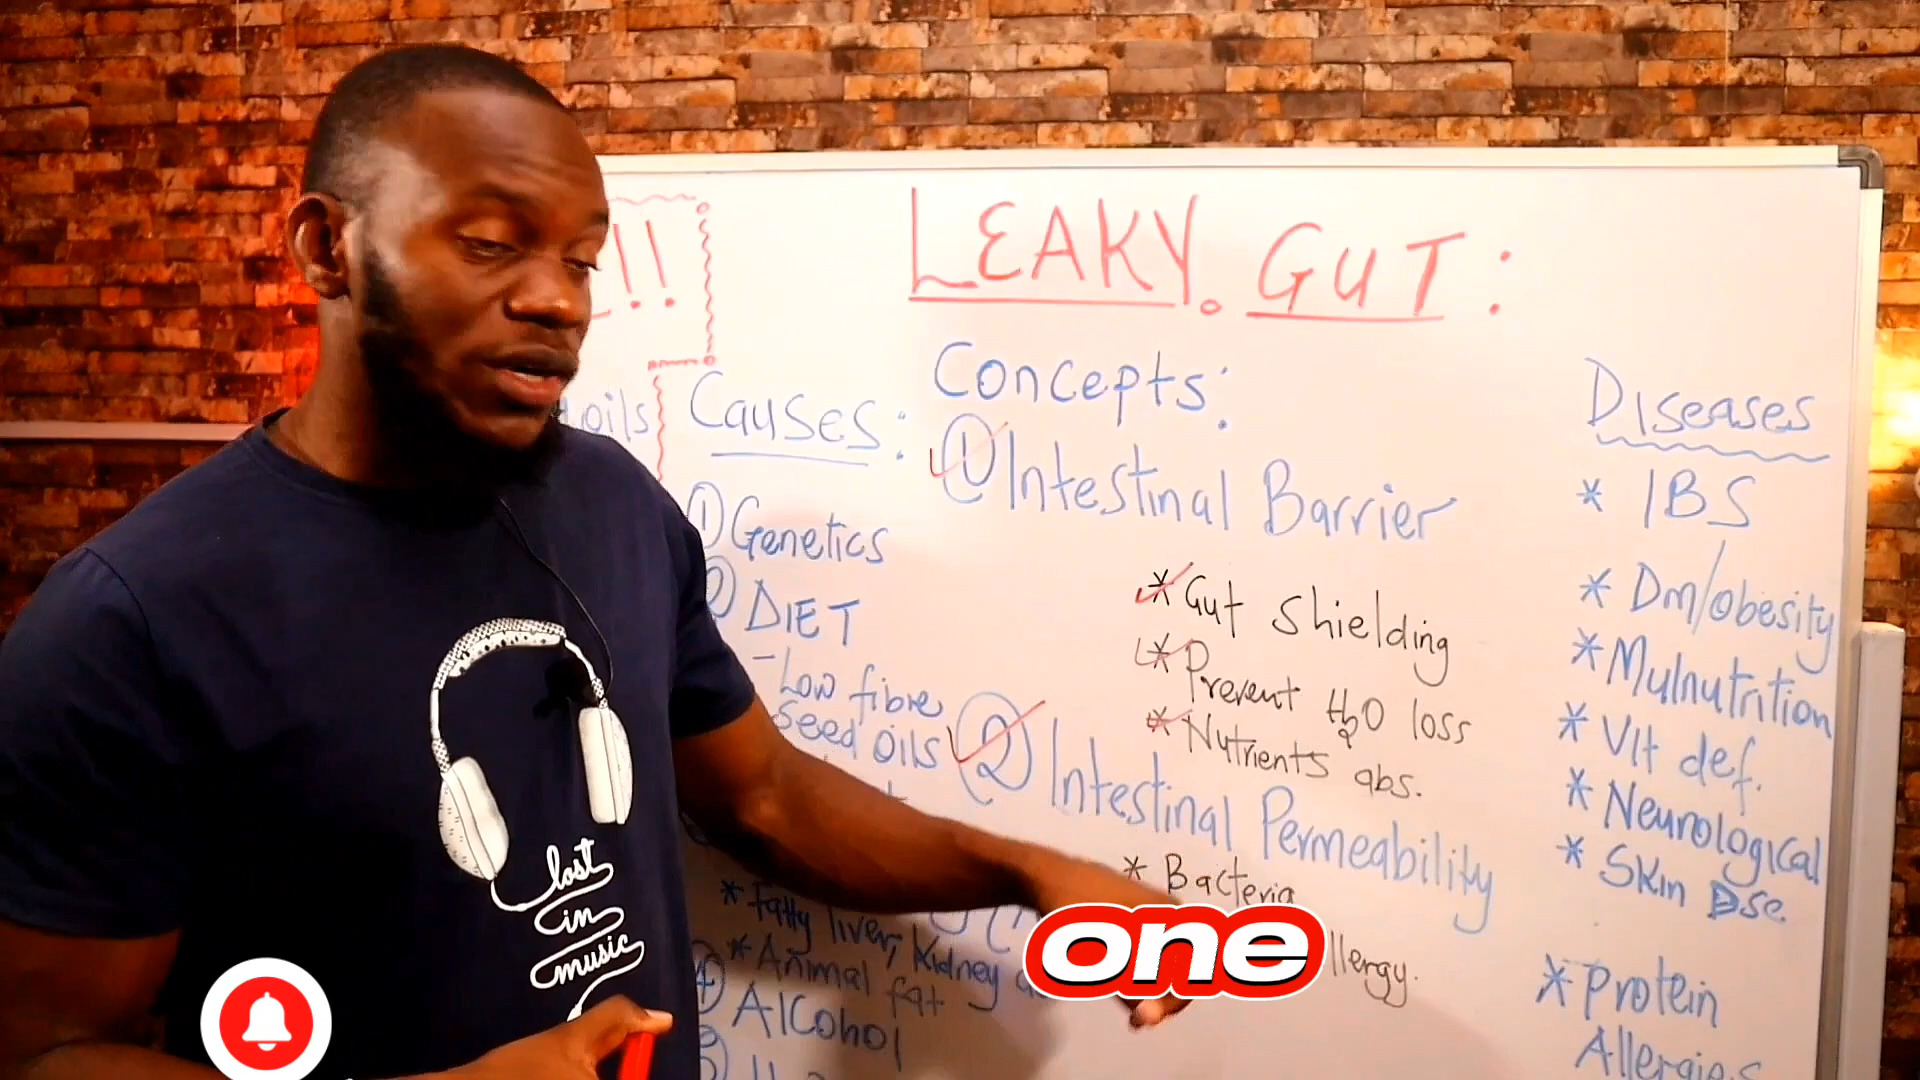 !!
LEAKY GUT:
oils
Causes:
① Genetics
② DIET
- Low fibre
Seed oils
* Fatty liver, Kidney
* Animal fat
④ Alcohol
Concepts:
① Intestinal Barrier
* Gut Shielding
* Prevent H2O loss
* Nutrients abs.
② Intestinal Permeability
* Bacteria
llergy.
Diseases
* IBS
* Dm/obesity
* Mulnutrition
* Vit def.
* Neurological
* Skin Dse.
* Protein
Allergies
lost
in
music
one